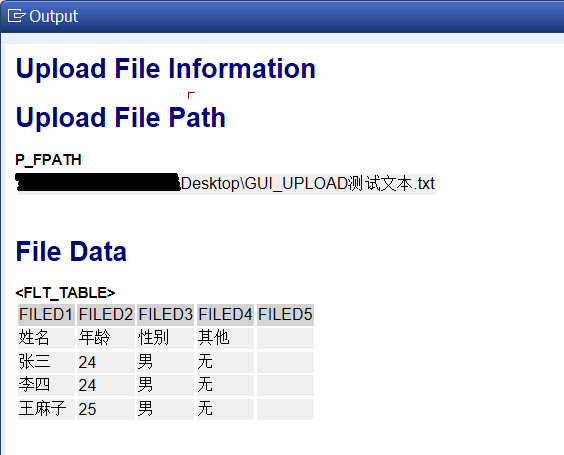 Output
Upload File Information
Upload File Path
P_FPATH
\Desktop\GUI_UPLOAD测试文本.txt
File Data
<FLT_TABLE>
FILED1 FILED2 FILED3 FILED4 FILED5
姓名 年龄 性别 其他
张三 24 男 无
李四 24 男 无
王麻子 25 男 无